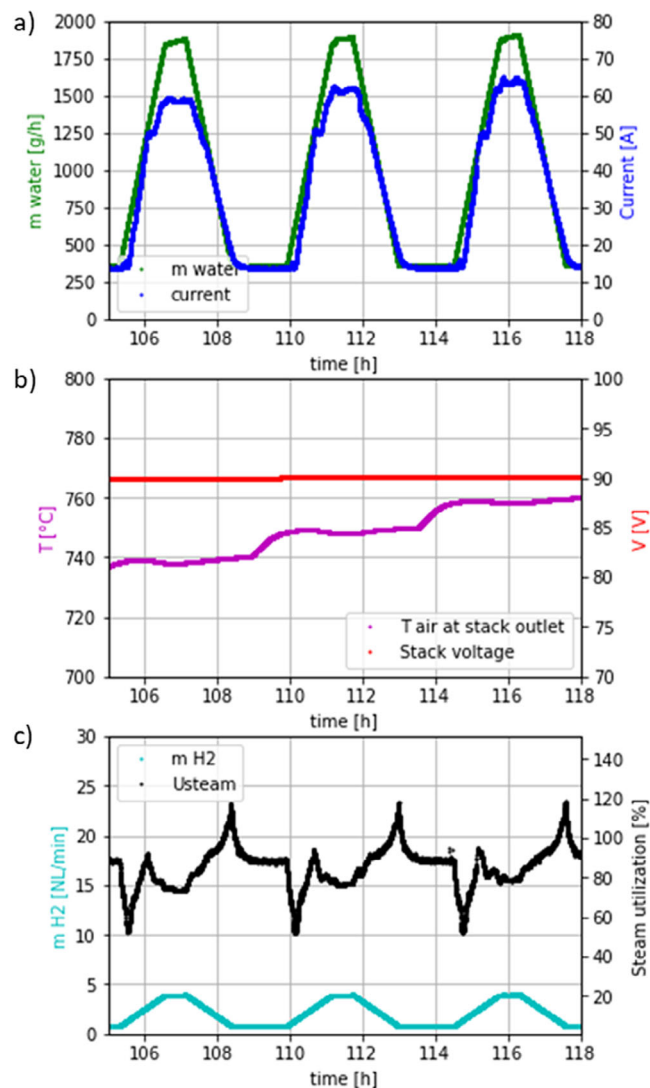 a)
2000
1750
1500
1250
1000
750
500
250
0
m water [g/h]
80
70
60
50
40
30
20
10
0
Current [A]
m water
current
106 108 110 112 114 116 118
time [h]
b)
800
780
760
740
720
700
T [°C]
100
95
90
85
80
75
70
V [V]
T air at stack outlet
Stack voltage
106 108 110 112 114 116 118
time [h]
c)
30
25
20
15
10
5
0
m H2 [NL/min]
140
120
100
80
60
40
20
Steam utilization [%]
m H2
Usteam
106 108 110 112 114 116 118
time [h]